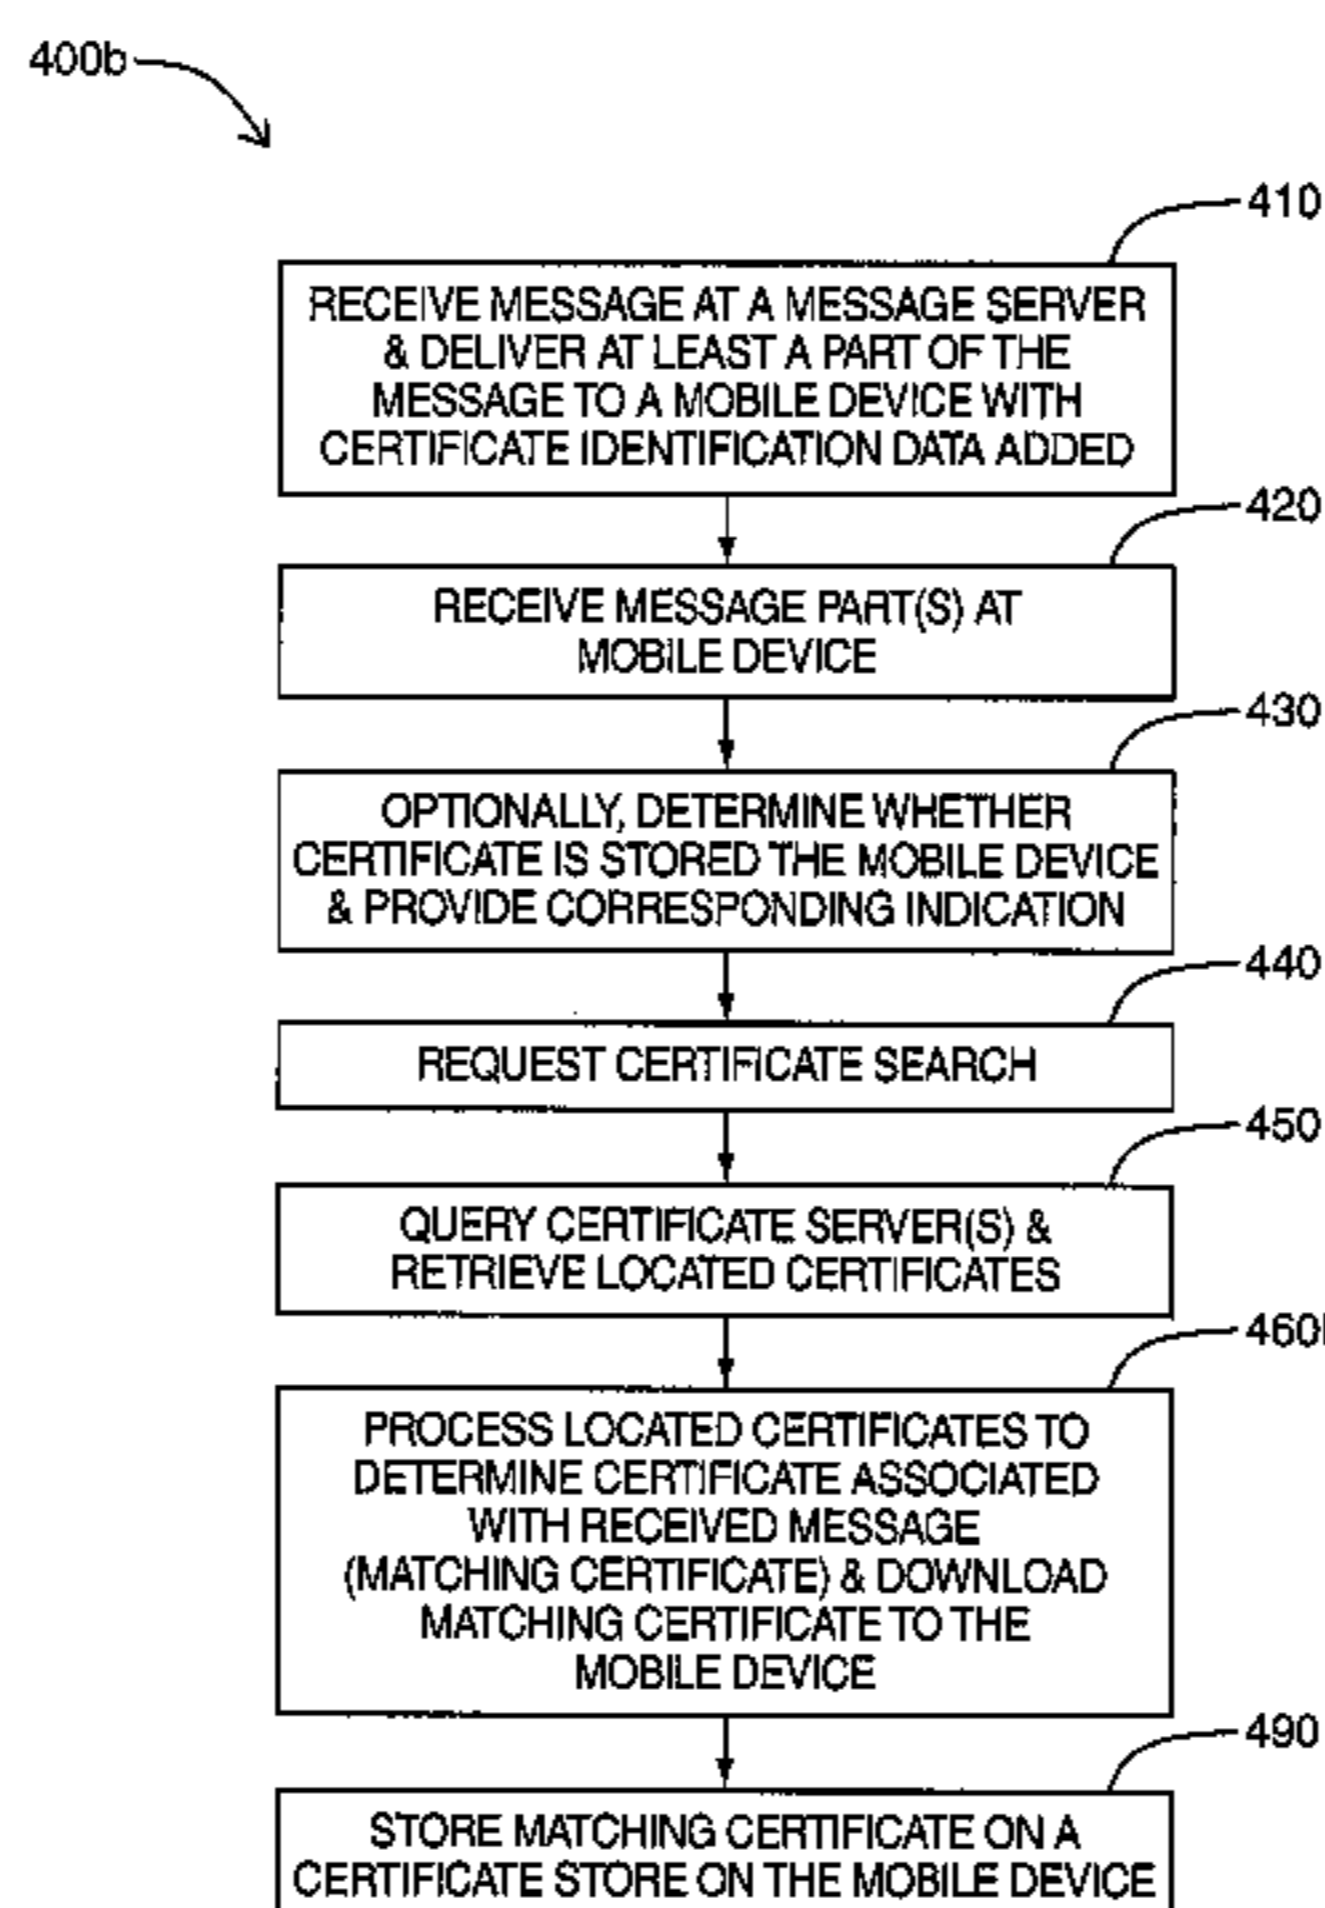 400b
410
RECEIVE MESSAGE AT A MESSAGE SERVER
& DELIVER AT LEAST A PART OF THE
MESSAGE TO A MOBILE DEVICE WITH
CERTIFICATE IDENTIFICATION DATA ADDED
420
RECEIVE MESSAGE PART(S) AT
MOBILE DEVICE
430
OPTIONALLY, DETERMINE WHETHER
CERTIFICATE IS STORED THE MOBILE DEVICE
& PROVIDE CORRESPONDING INDICATION
440
REQUEST CERTIFICATE SEARCH
450
QUERY CERTIFICATE SERVER(S) &
RETRIEVE LOCATED CERTIFICATES
460b
PROCESS LOCATED CERTIFICATES TO
DETERMINE CERTIFICATE ASSOCIATED
WITH RECEIVED MESSAGE
(MATCHING CERTIFICATE) & DOWNLOAD
MATCHING CERTIFICATE TO THE
MOBILE DEVICE
490
STORE MATCHING CERTIFICATE ON A
CERTIFICATE STORE ON THE MOBILE DEVICE